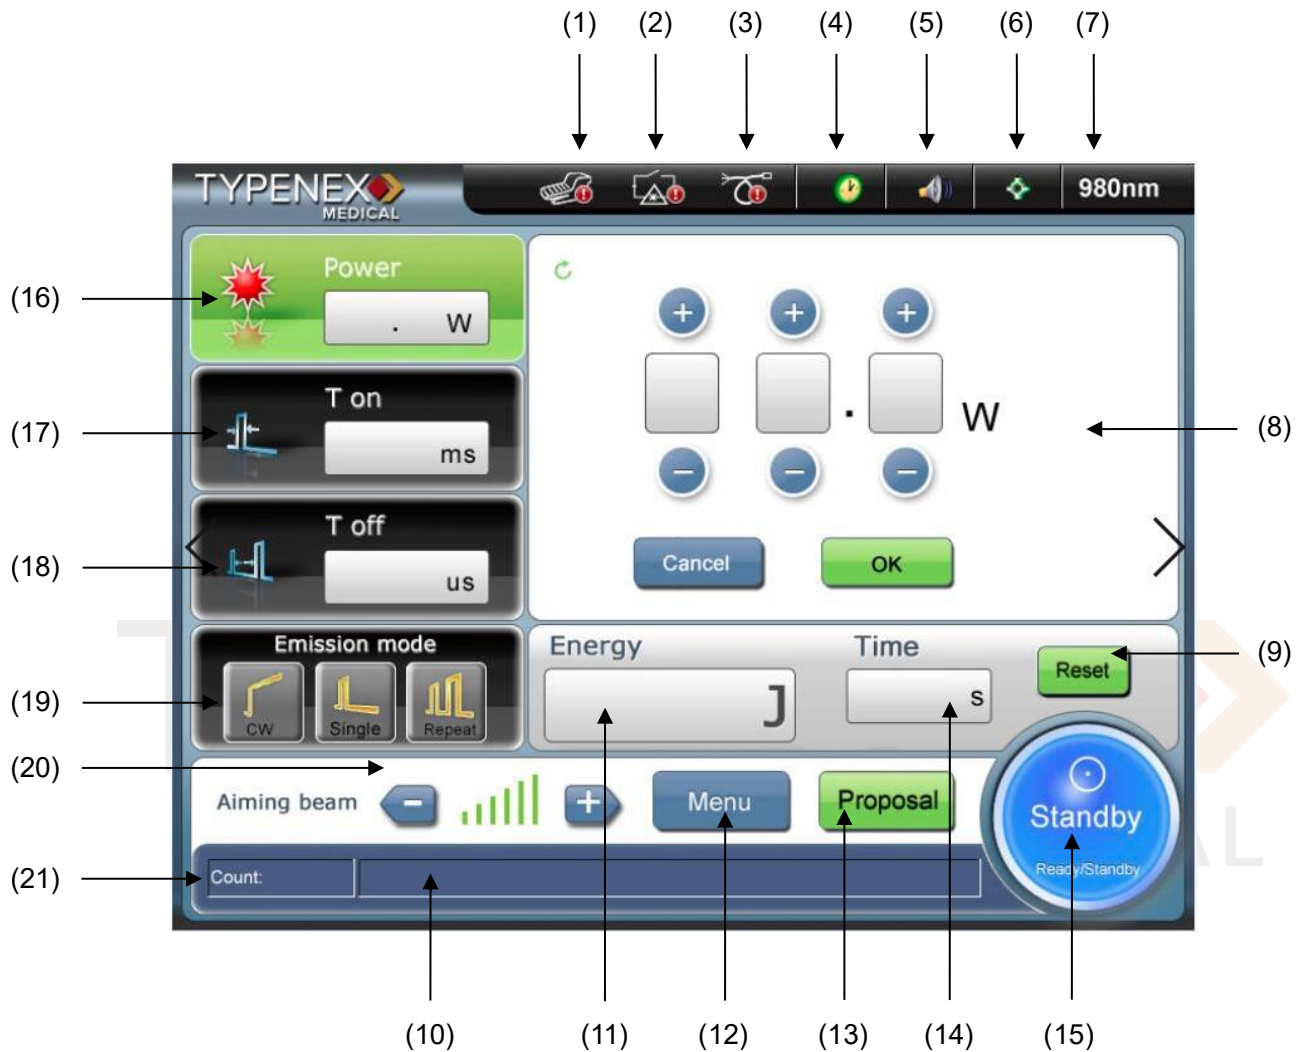 (1) (2) (3) (4) (5) (6) (7)
TYPENEX
MEDICAL
980nm
(16)
Power
. W
T on
(17)
ms
. W
(8)
T off
(18)
us
Cancel
OK
Emission mode
(19)
CW
Single
Repeat
Energy
J
Time
s
Reset
(9)
(20)
Aiming beam
Menu
Proposal
Standby
Ready/Standby
(21)
Count:
(10) (11) (12) (13) (14) (15)